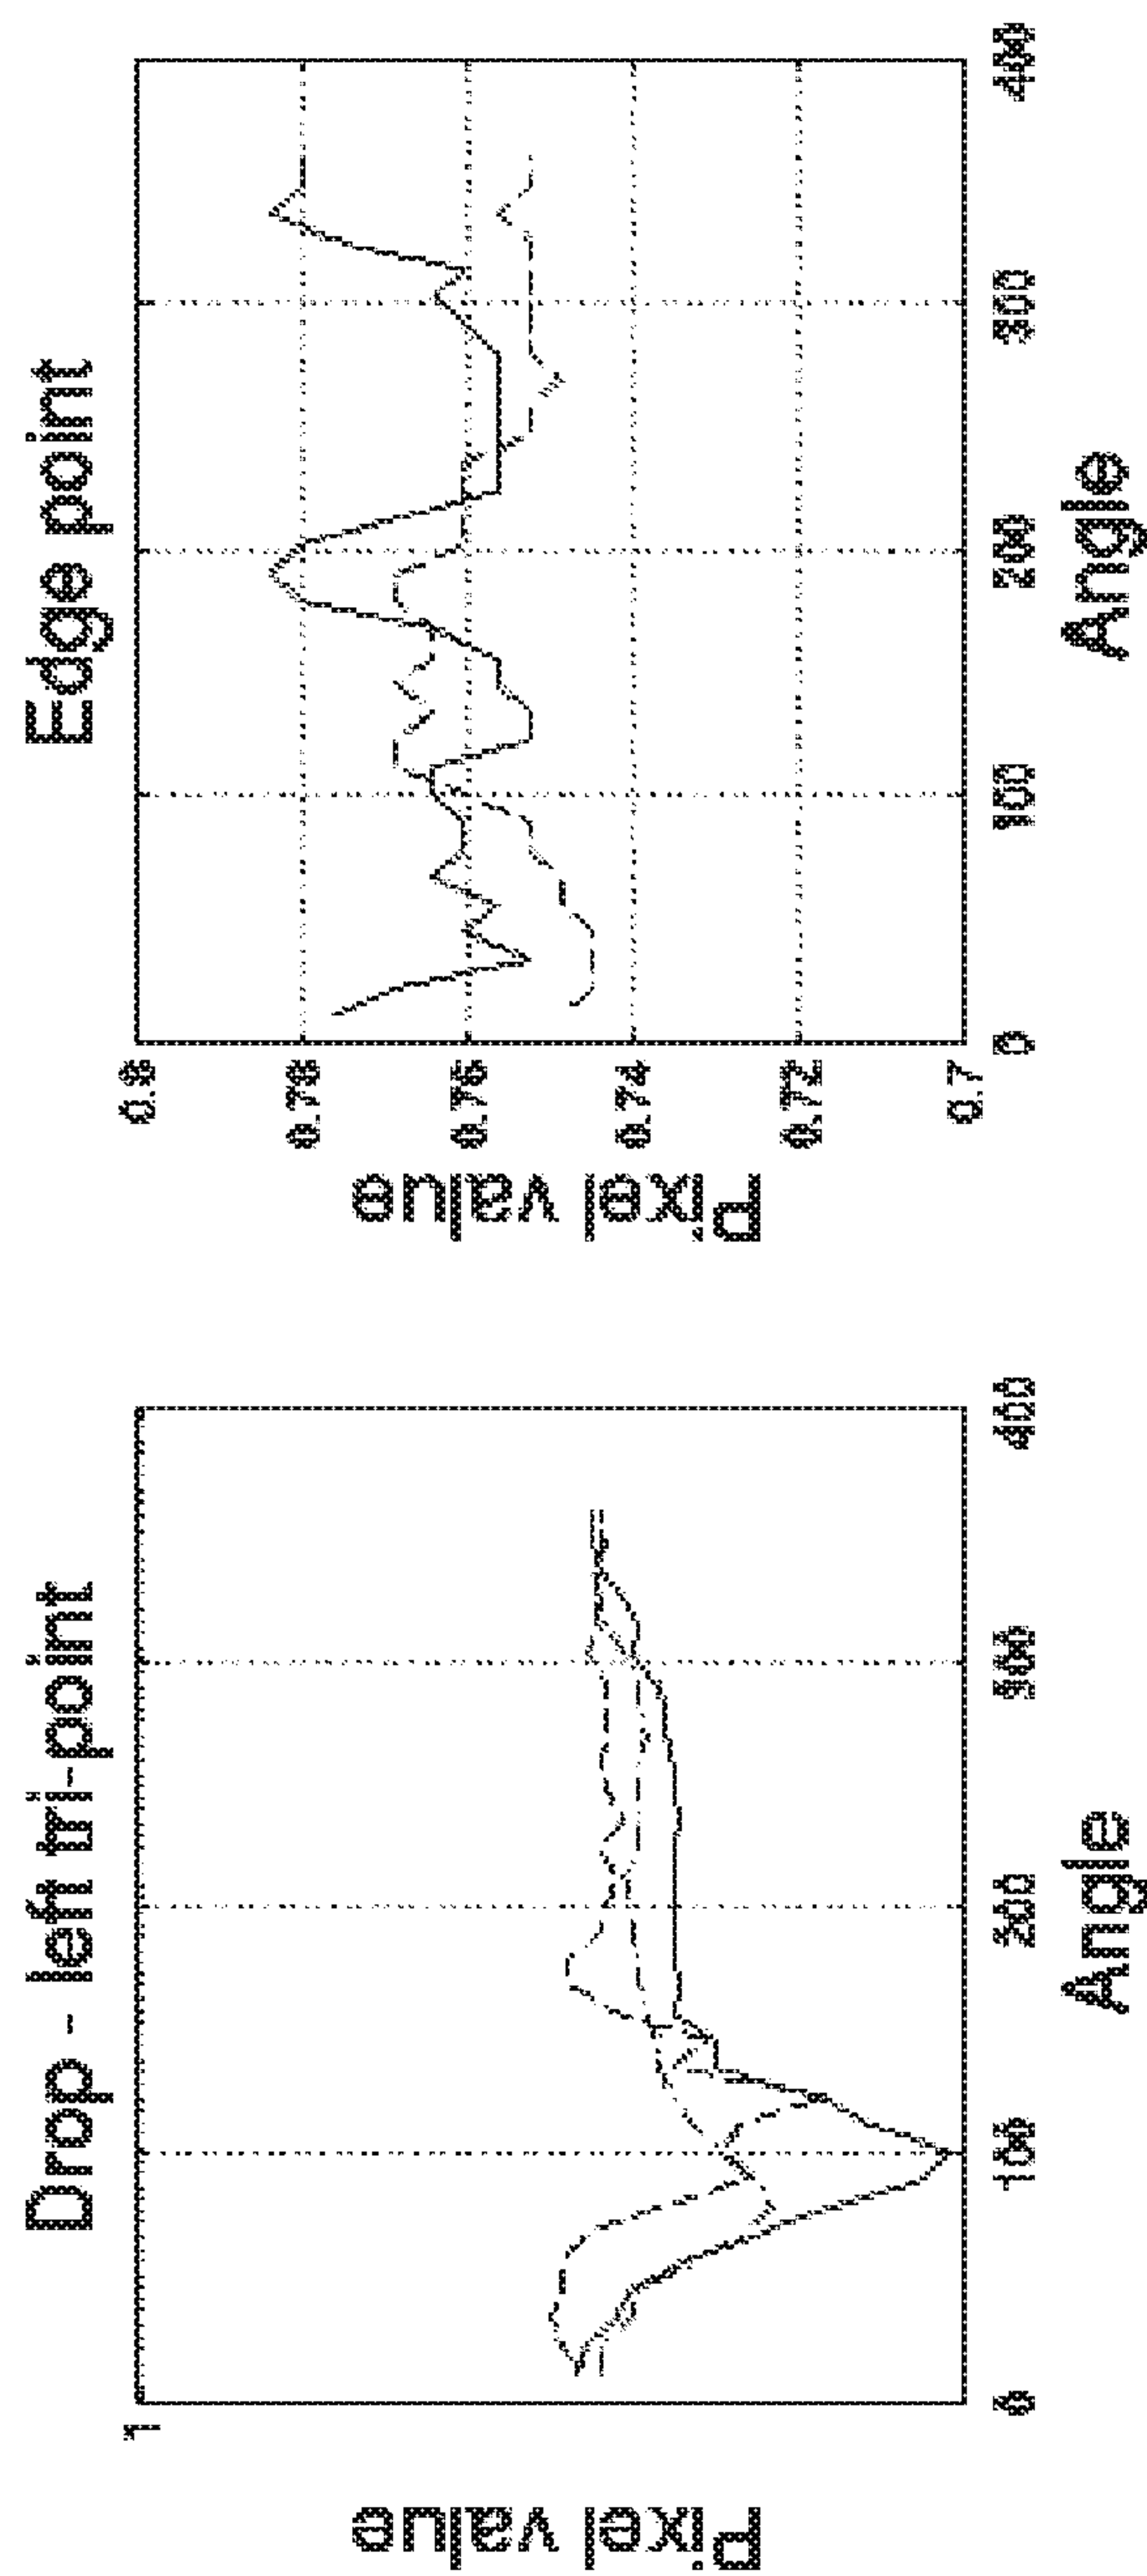 Drop - left tri-point
Pixel value
1
0
100
200
300
400
Angle
Edge point
Pixel value
0.8
0.78
0.76
0.74
0.72
0.7
0
100
200
300
400
Angle